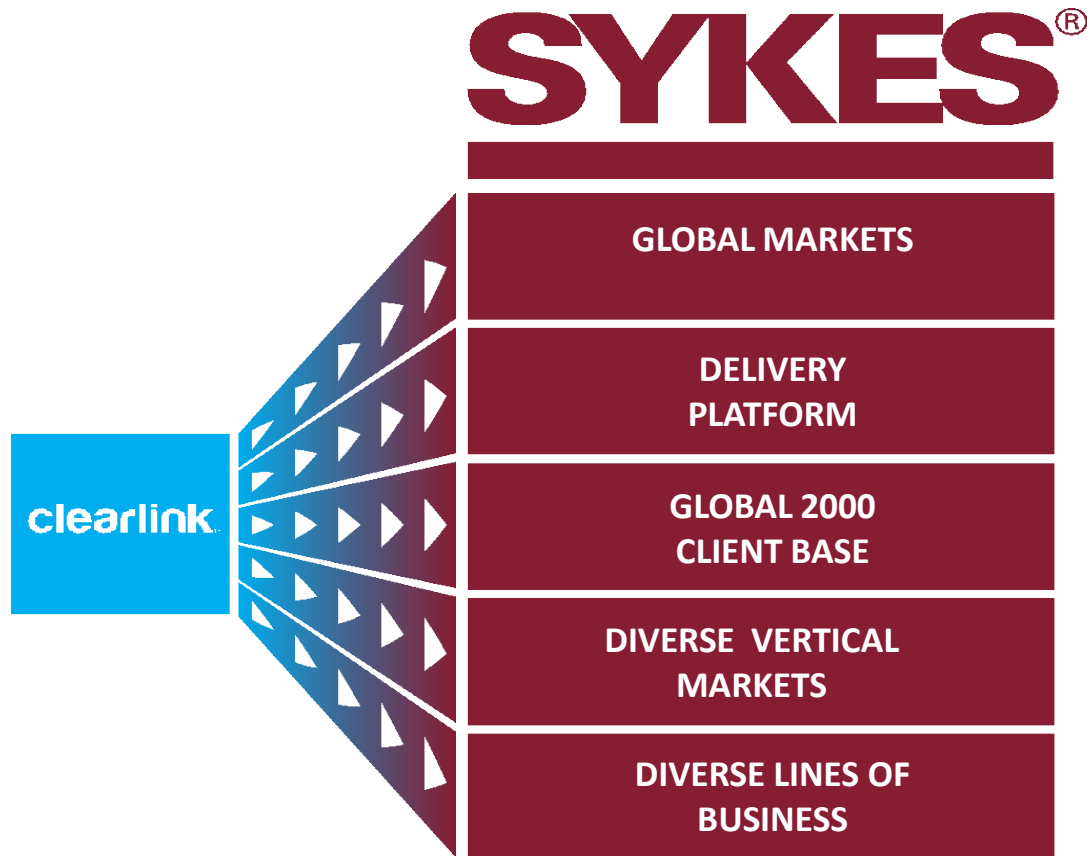 SYKES®
GLOBAL MARKETS
DELIVERY
PLATFORM
clearlink
GLOBAL 2000
CLIENT BASE
DIVERSE VERTICAL
MARKETS
DIVERSE LINES OF
BUSINESS